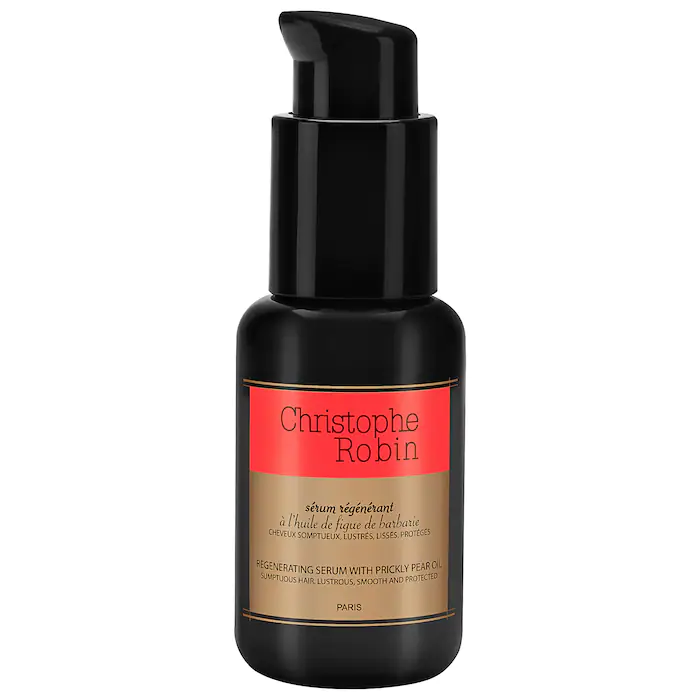 Christophe
Robin
sérum régénérant
à l'huile de figue de barbarie
CHEVEUX SOMPTUEUX, LUSTRÉS, LISSÉS, PROTÉGÉS
REGENERATING SERUM WITH PRICKLY PEAR OIL
SUMPTUOUS HAIR, LUSTROUS, SMOOTH AND PROTECTED
PARIS